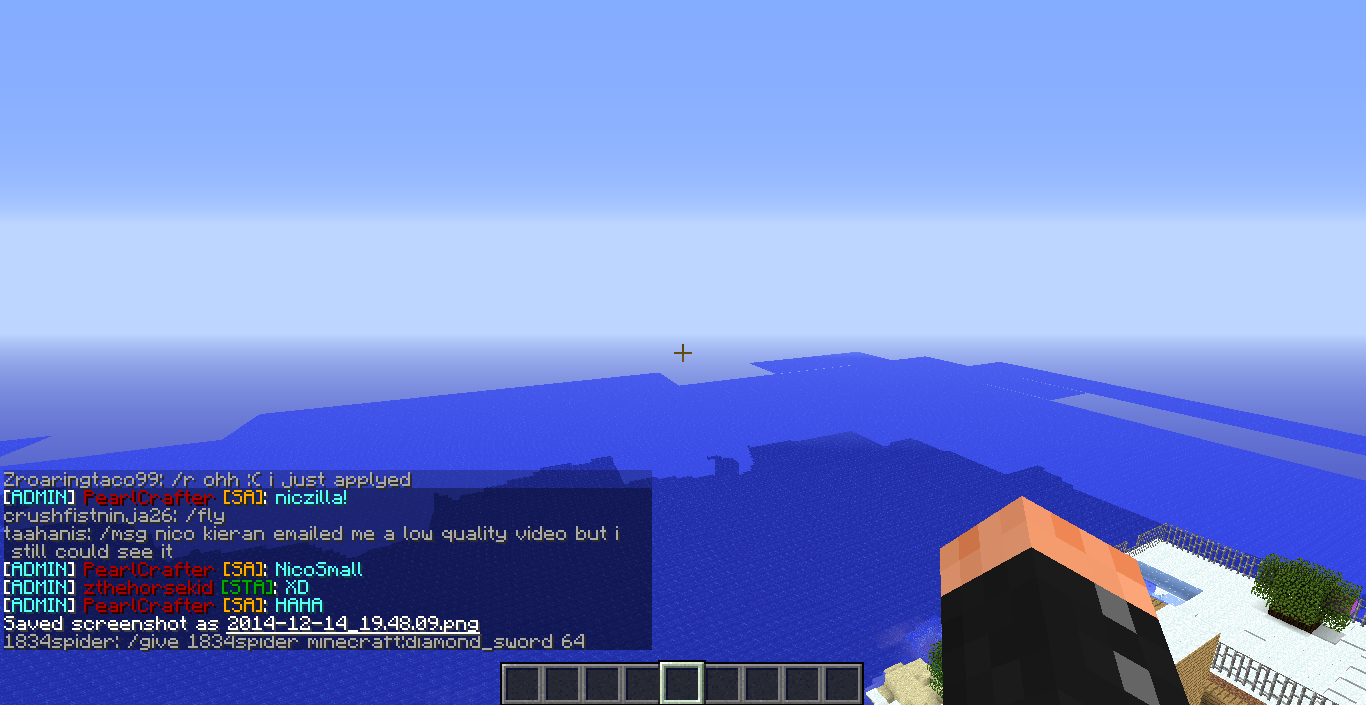 Zroaringtaco99: /r ohh :( i just applyed
[ADMIN] PearlCrafter [SA]: niczilla!
crushfistninja26: /fly
taahanis: /msg nico kieran emailed me a low quality video but i
still could see it
[ADMIN] PearlCrafter [SA]: NicoSmall
[ADMIN] zthehorsekid [STA]: XD
[ADMIN] PearlCrafter [SA]: HAHA
Saved screenshot as 2014-12-14_19.48.09.png
1834spider: /give 1834spider minecraft:diamond_sword 64